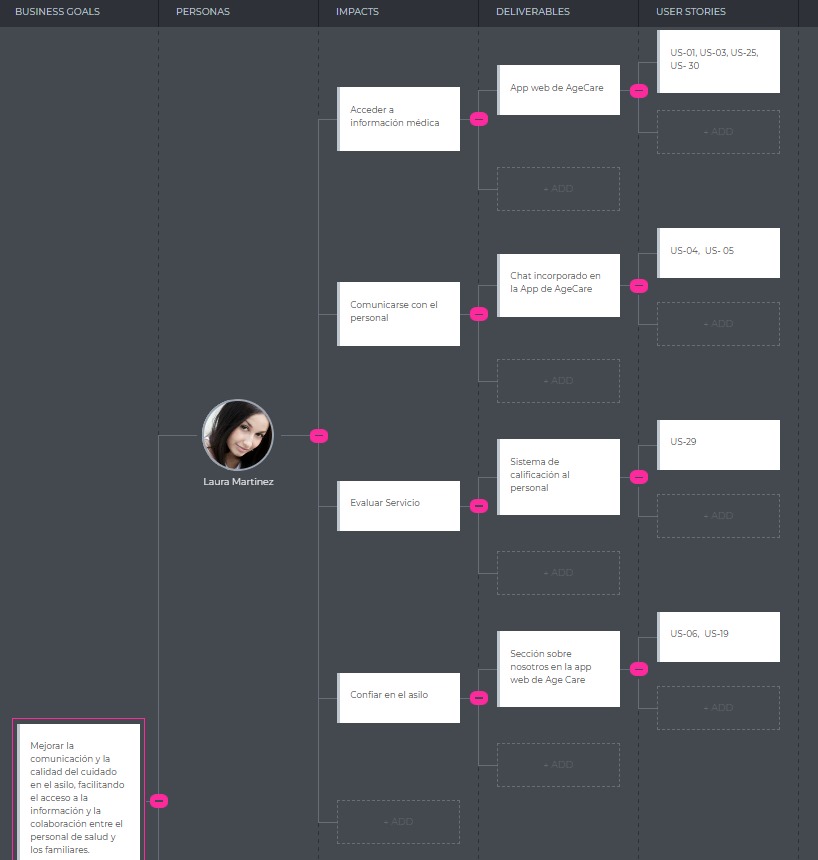 BUSINESS GOALS
PERSONAS
IMPACTS
DELIVERABLES
USER STORIES
Mejorar la
comunicación y la
calidad del cuidado
en el asilo, facilitando
el acceso a la
información y la
colaboración entre el
personal de salud y
los familiares.
Laura Martinez
Acceder a
información médica
App web de AgeCare
US-01, US-03, US-25,
US- 30
+ ADD
+ ADD
Comunicarse con el
personal
Chat incorporado en
la App de AgeCare
US-04, US- 05
+ ADD
+ ADD
Evaluar Servicio
Sistema de
calificación al
personal
US-29
+ ADD
+ ADD
Confiar en el asilo
Sección sobre
nosotros en la app
web de Age Care
US-06, US-19
+ ADD
+ ADD
+ ADD